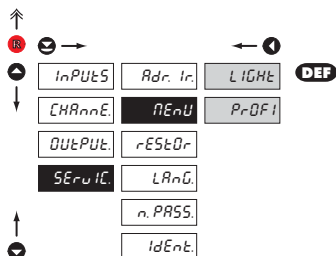 R
InPUtS Adr. Ir. LIGHt DEF
CHAnnE. MEnU PrOFI
OUtPUt. rEStOr
SErvIC. LAnG.
n. PASS.
IdEnt.